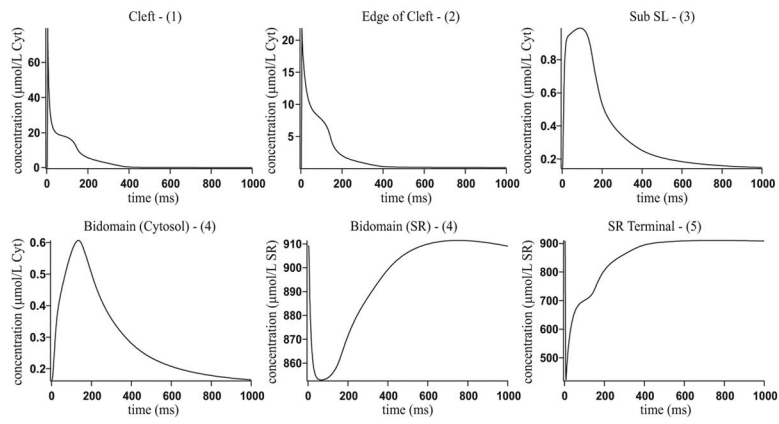 Cleft - (1)
concentration (μmol/L Cyt)
60
40
20
0
0 200 400 600 800 1000
time (ms)
Edge of Cleft - (2)
concentration (μmol/L Cyt)
20
15
10
5
0 200 400 600 800 1000
time (ms)
Sub SL - (3)
concentration (μmol/L Cyt)
0.8
0.6
0.4
0.2
0 200 400 600 800 1000
time (ms)
Bidomain (Cytosol) - (4)
concentration (μmol/L Cyt)
0.6
0.5
0.4
0.3
0.2
0 200 400 600 800 1000
time (ms)
Bidomain (SR) - (4)
concentration (μmol/L SR)
910
900
890
880
870
860
0 200 400 600 800 1000
time (ms)
SR Terminal - (5)
concentration (μmol/L SR)
900
800
700
600
500
0 200 400 600 800 1000
time (ms)